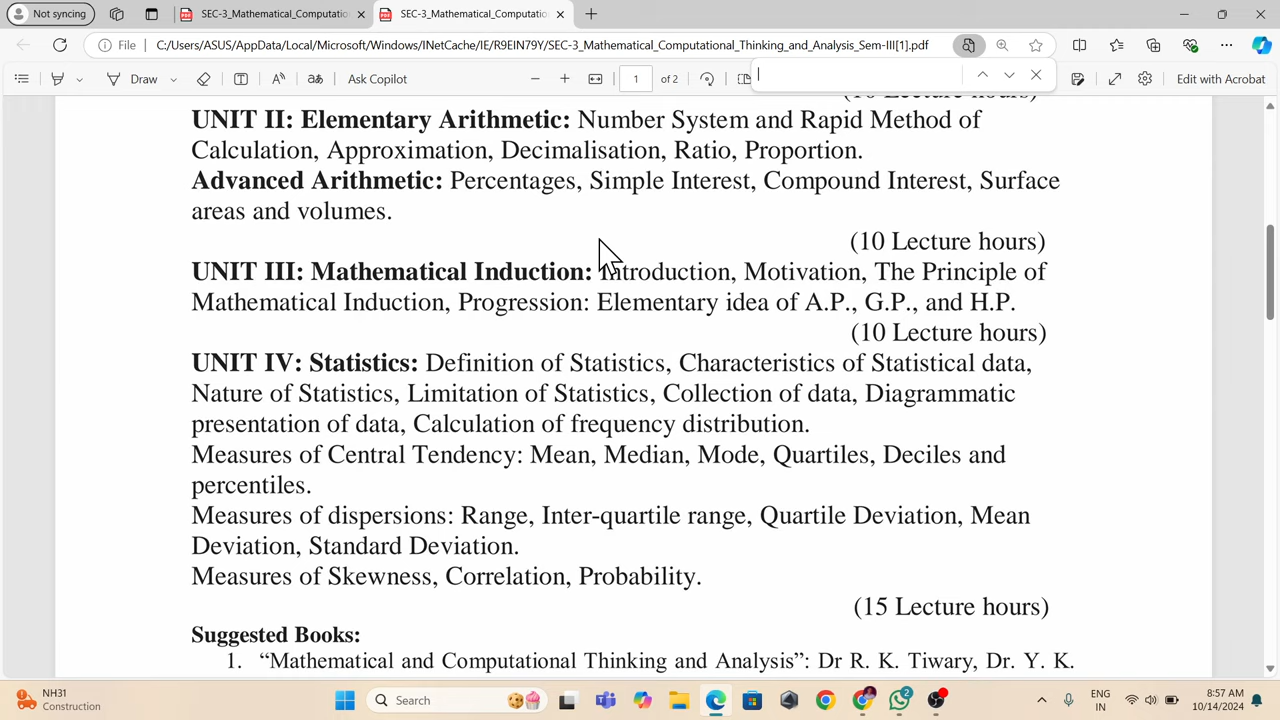 Not syncing
SEC-3_Mathematical_Computatio
SEC-3_Mathematical_Computatio
File
C:/Users/ASUS/AppData/Local/Microsoft/Windows/INetCache/IE/R9EIN79Y/SEC-3_Mathematical_Computational_Thinking_and_Analysis_Sem-III[1].pdf
Draw
Ask Copilot
1 of 2
Edit with Acrobat
UNIT II: Elementary Arithmetic: Number System and Rapid Method of
Calculation, Approximation, Decimalisation, Ratio, Proportion.
Advanced Arithmetic: Percentages, Simple Interest, Compound Interest, Surface
areas and volumes.
(10 Lecture hours)
UNIT III: Mathematical Induction: Introduction, Motivation, The Principle of
Mathematical Induction, Progression: Elementary idea of A.P., G.P., and H.P.
(10 Lecture hours)
UNIT IV: Statistics: Definition of Statistics, Characteristics of Statistical data,
Nature of Statistics, Limitation of Statistics, Collection of data, Diagrammatic
presentation of data, Calculation of frequency distribution.
Measures of Central Tendency: Mean, Median, Mode, Quartiles, Deciles and
percentiles.
Measures of dispersions: Range, Inter-quartile range, Quartile Deviation, Mean
Deviation, Standard Deviation.
Measures of Skewness, Correlation, Probability.
(15 Lecture hours)
Suggested Books:
1. “Mathematical and Computational Thinking and Analysis”: Dr R. K. Tiwary, Dr. Y. K.
NH31
Construction
Search
2
ENG
IN
8:57 AM
10/14/2024